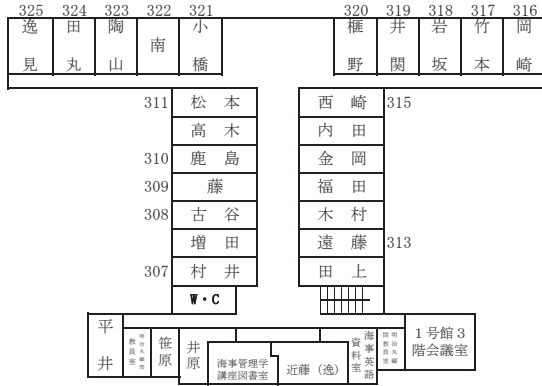 325 324 323 322 321
逸見 田丸 陶山 南 小橋
320 319 318 317 316
榧野 井関 岩坂 竹本 岡崎
311 松本
高木
310 鹿島
309 藤
308 古谷
増田
307 村井
W・C
西崎 315
内田
金岡
福田
木村
遠藤 313
田上
平井
教員室
笹原
井原
海事管理学
講座図書室
近藤（逸）
海事英語
資料室
１号館３
階会議室